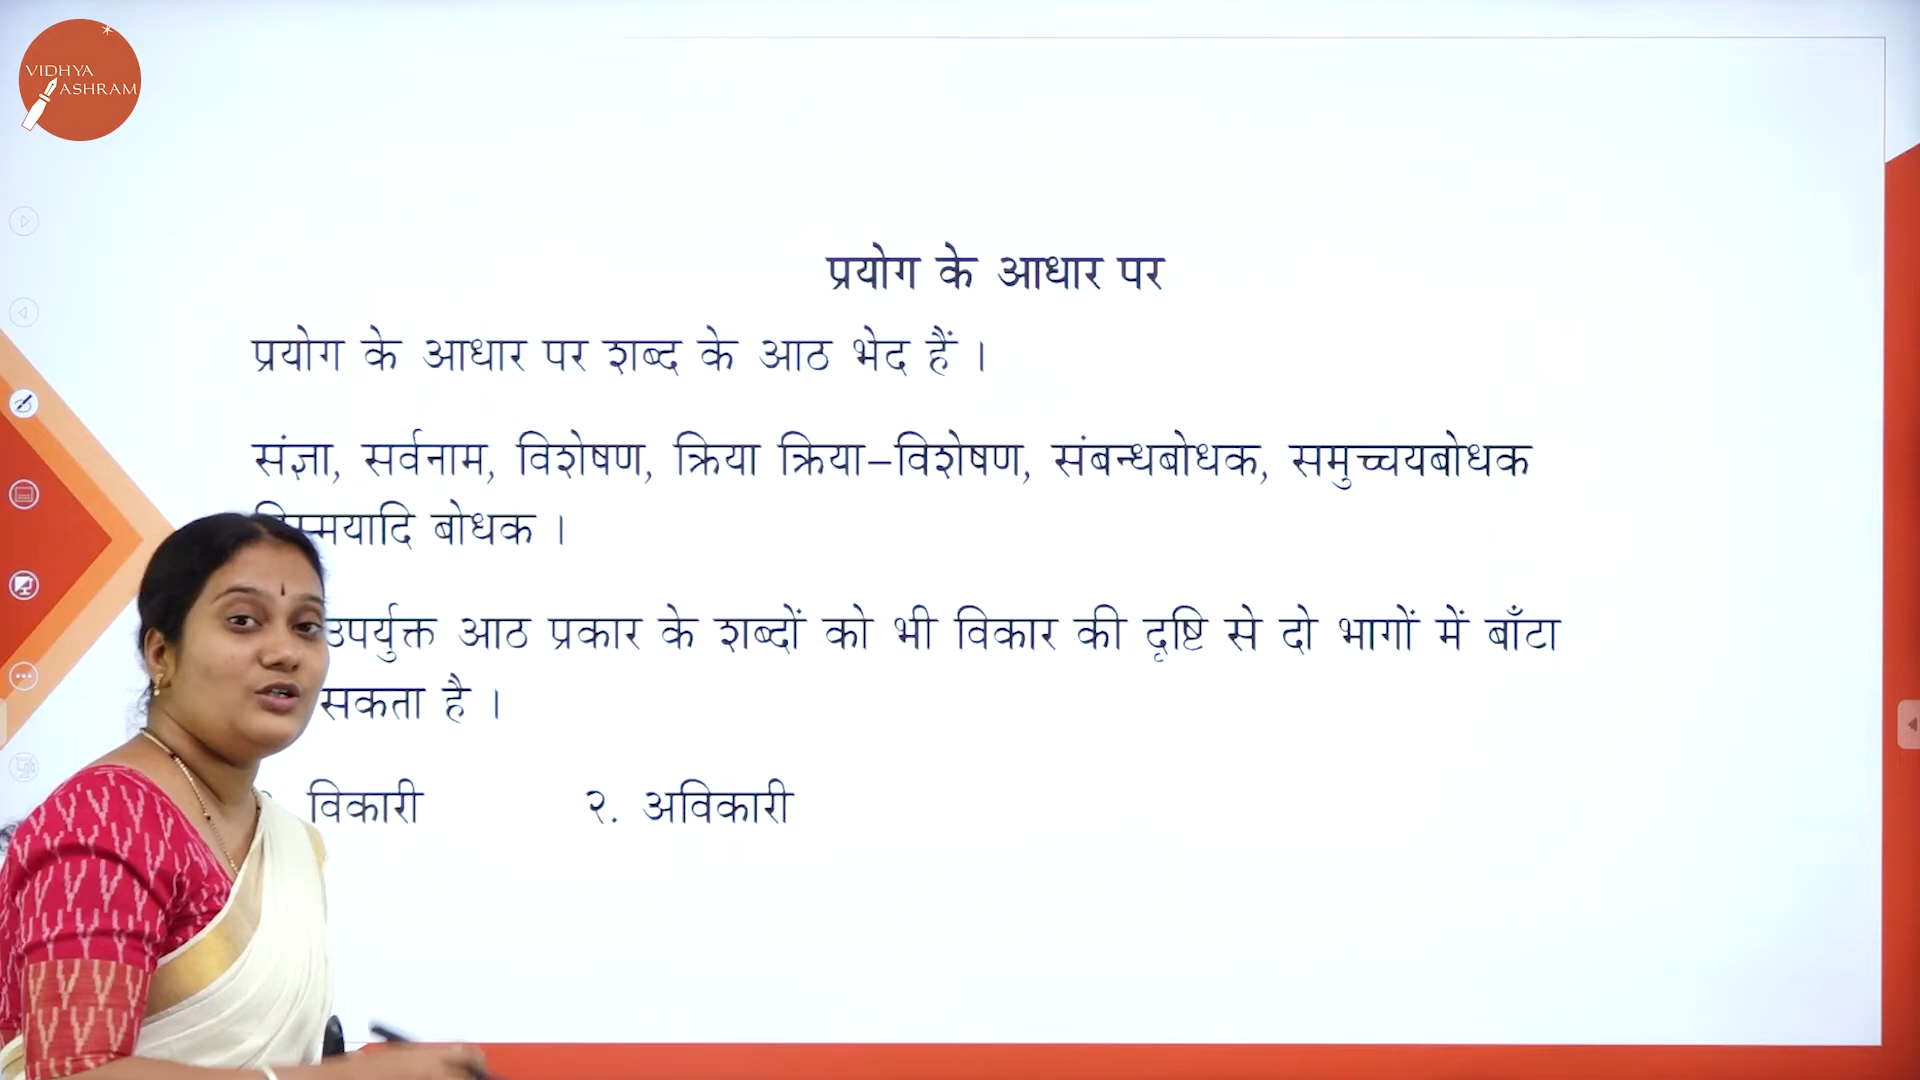 VIDHYA
ASHRAM
प्रयोग के आधार पर
प्रयोग के आधार पर शब्द के आठ भेद हैं ।
संज्ञा, सर्वनाम, विशेषण, क्रिया क्रिया–विशेषण, संबन्धबोधक, समुच्चयबोधक
बोधक ।
उपर्युक्त आठ प्रकार के शब्दों को भी विकार की दृष्टि से दो भागों में बाँटा
सकता है ।
विकारी २. अविकारी